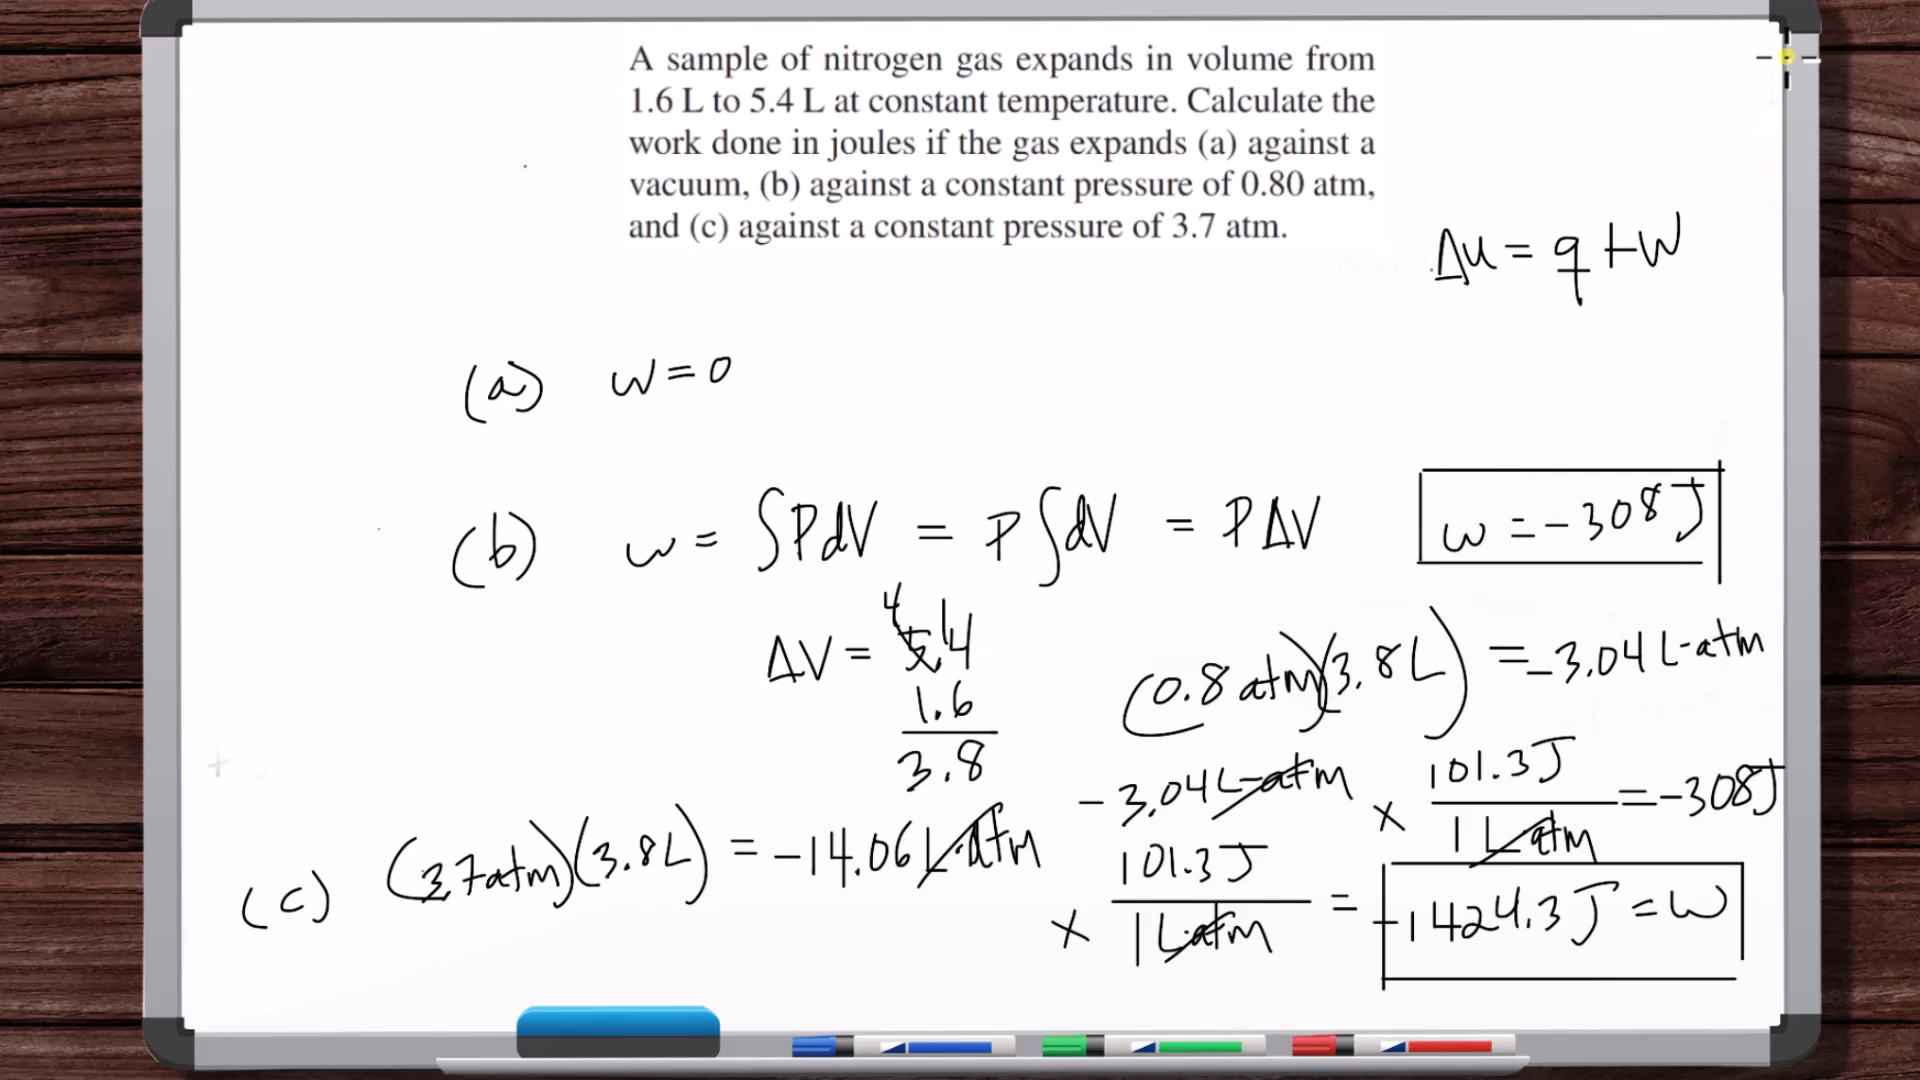 A sample of nitrogen gas expands in volume from
1.6 L to 5.4 L at constant temperature. Calculate the
work done in joules if the gas expands (a) against a
vacuum, (b) against a constant pressure of 0.80 atm,
and (c) against a constant pressure of 3.7 atm.
Δu = q + W
(a) w = 0
(b) w = ∫PdV = P∫dV = PΔV
w = -308 J
ΔV = 5.4
4 1
1.6
3.8
(0.8 atm)(3.8 L) = -3.04 L-atm
-3.04 L-atm × 101.3 J / 1 L-atm = -308 J
(c) (3.7 atm)(3.8 L) = -14.06 L-atm
× 101.3 J / 1 L-atm = -1424.3 J = W